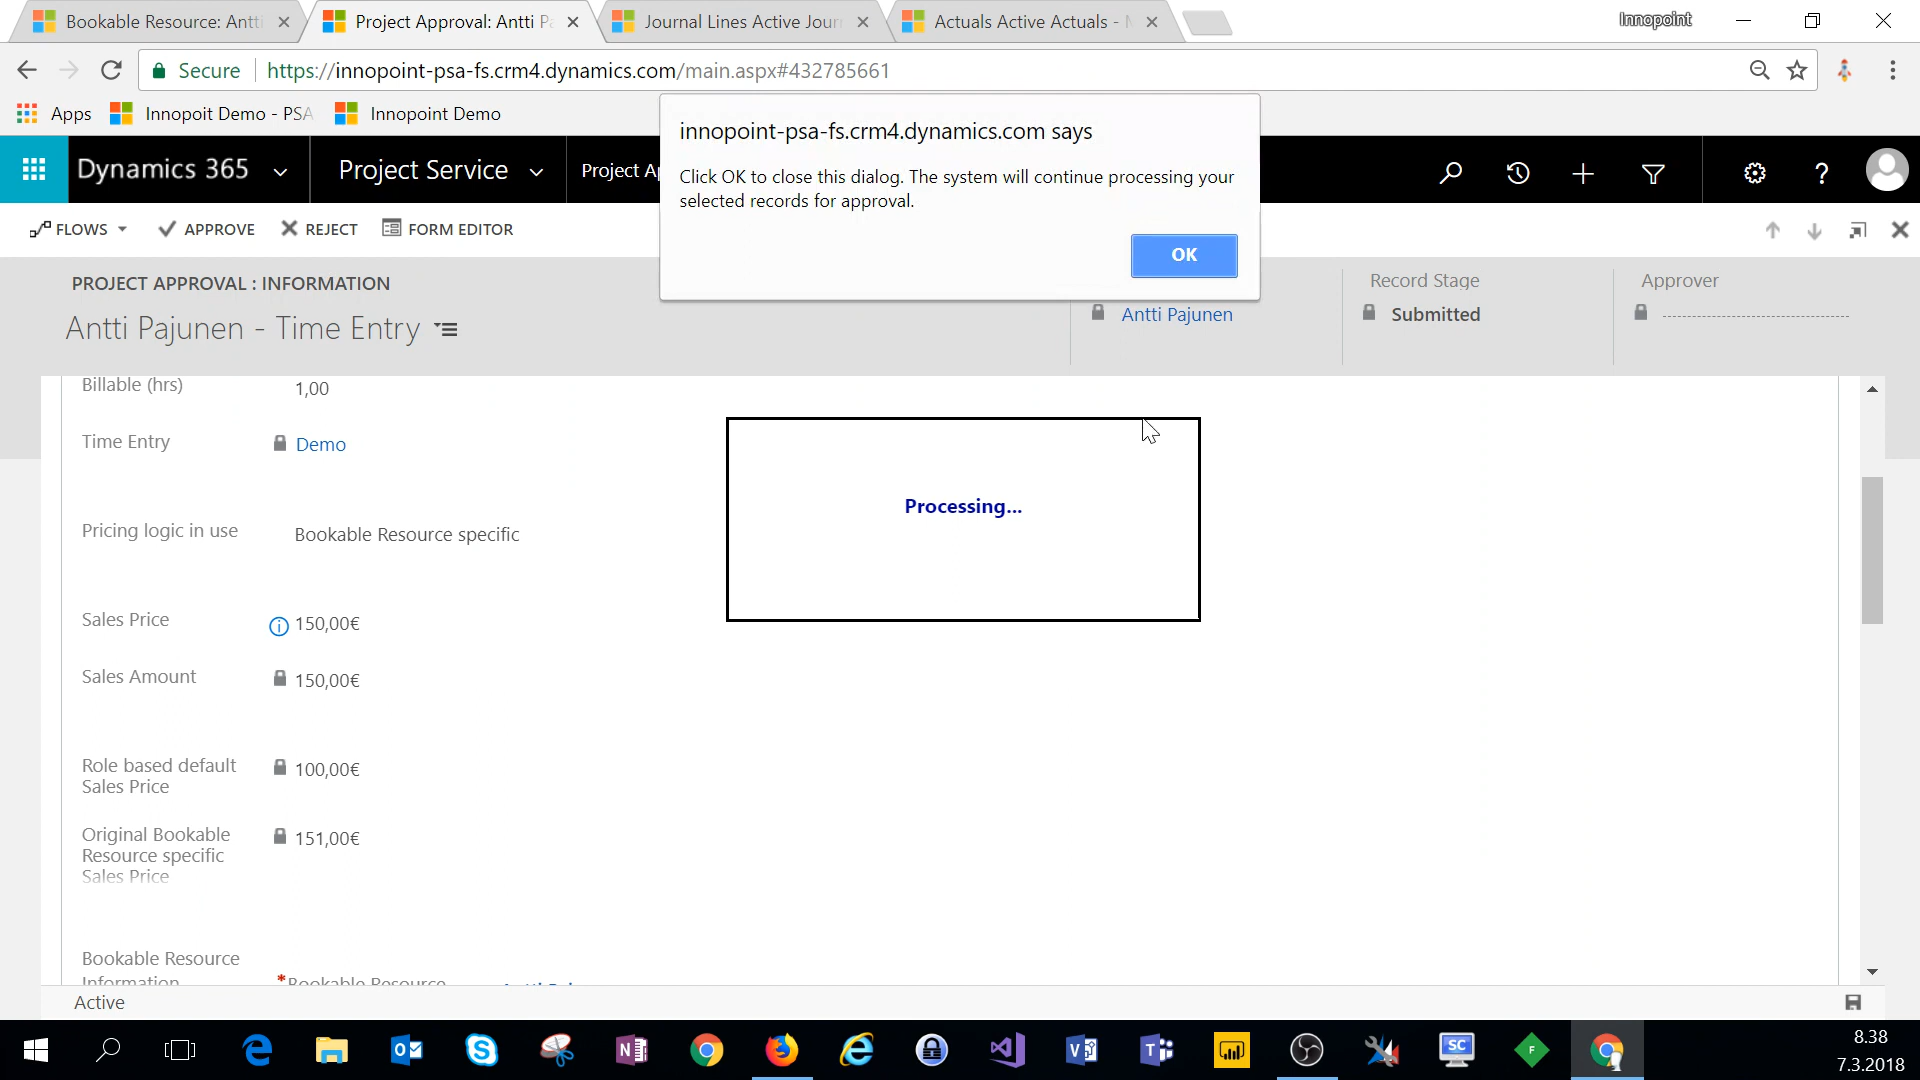 Bookable Resource: Antti
Project Approval: Antti P
Journal Lines Active Jour
Actuals Active Actuals -
Innopoint
Secure
https://innopoint-psa-fs.crm4.dynamics.com/main.aspx#432785661
Apps
Innopoit Demo - PSA
Innopoint Demo
innopoint-psa-fs.crm4.dynamics.com says
Click OK to close this dialog. The system will continue processing your
selected records for approval.
OK
Dynamics 365
Project Service
Project Ap
FLOWS
APPROVE
REJECT
FORM EDITOR
PROJECT APPROVAL : INFORMATION
Antti Pajunen - Time Entry
Antti Pajunen
Record Stage
Submitted
Approver
Billable (hrs)
1,00
Time Entry
Demo
Pricing logic in use
Bookable Resource specific
Processing...
Sales Price
150,00€
Sales Amount
150,00€
Role based default
Sales Price
100,00€
Original Bookable
Resource specific
Sales Price
151,00€
Bookable Resource
Information
*Bookable Resource
Active
8.38
7.3.2018